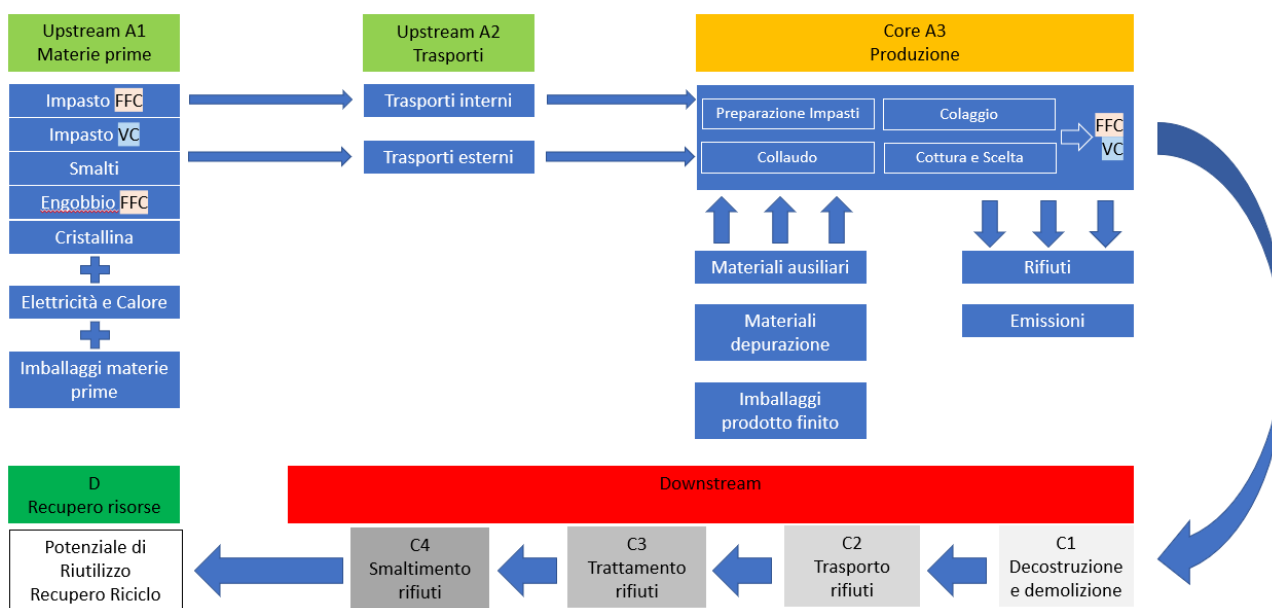 Upstream A1
Materie prime
Upstream A2
Trasporti
Core A3
Produzione
Impasto FFC
Impasto VC
Smalti
Engobbio FFC
Cristallina
Elettricità e Calore
Imballaggi materie
prime
Trasporti interni
Trasporti esterni
Preparazione Impasti
Colaggio
Collaudo
Cottura e Scelta
FFC
VC
Materiali ausiliari
Materiali
depurazione
Imballaggi
prodotto finito
Rifiuti
Emissioni
D
Recupero risorse
Downstream
Potenziale di
Riutilizzo
Recupero Riciclo
C4
Smaltimento
rifiuti
C3
Trattamento
rifiuti
C2
Trasporto
rifiuti
C1
Decostruzione
e demolizione